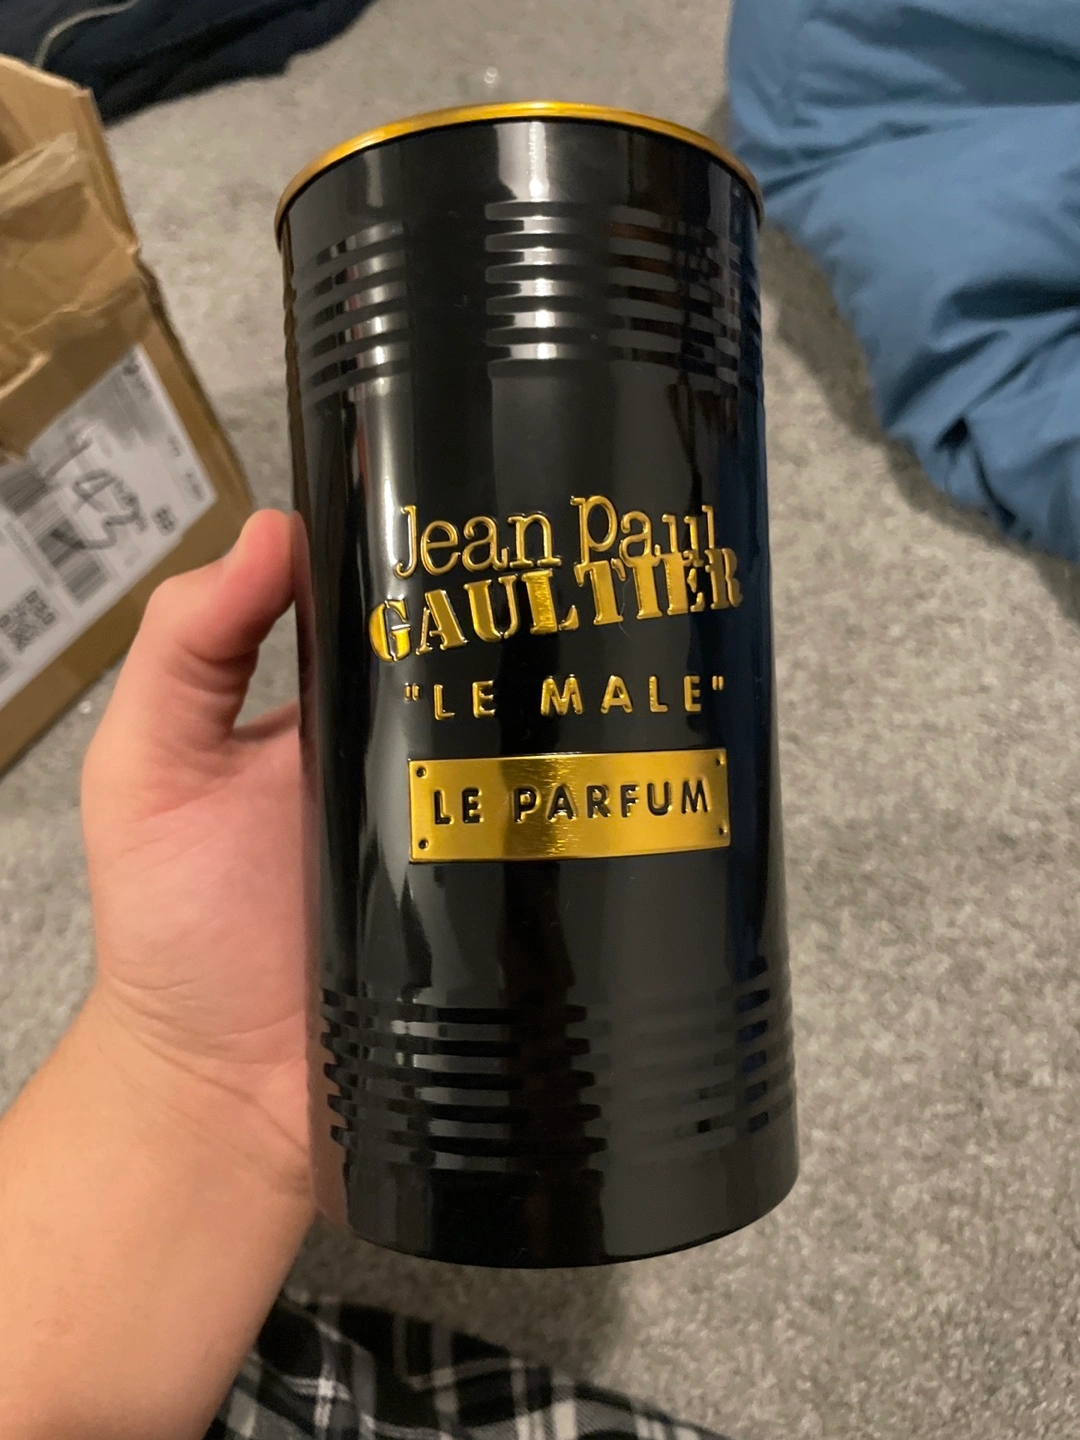 Jean Paul
GAULTIER
"LE MALE"
LE PARFUM